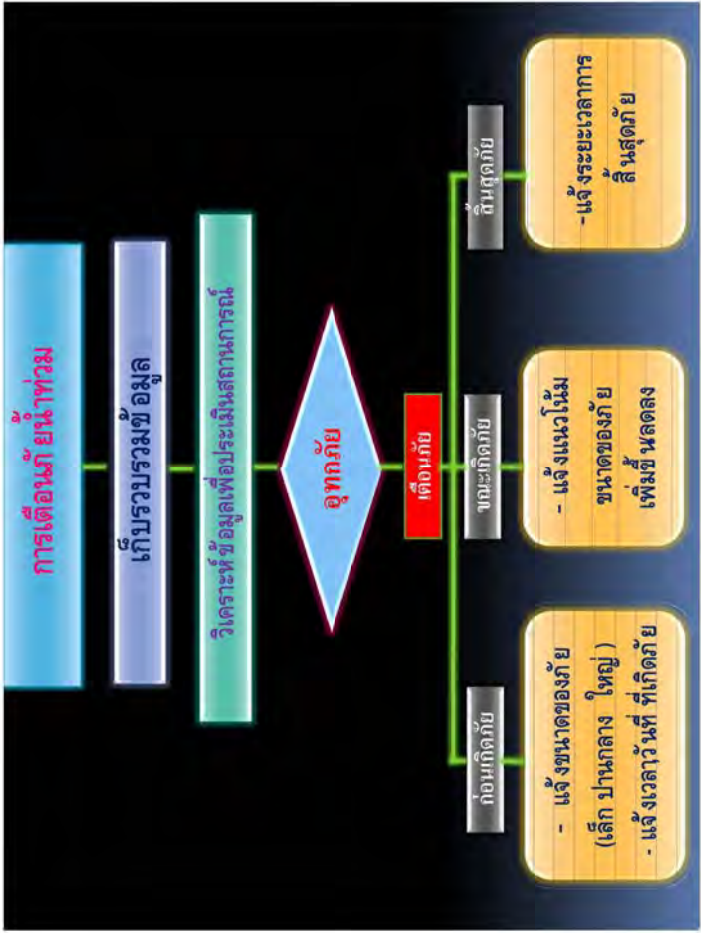 การเตือนภัยน้ำท่วม
เก็บรวบรวมข้อมูล
วิเคราะห์ข้อมูลเพื่อประเมินสถานการณ์
อุทกภัย
เตือนภัย
ก่อนเกิดภัย
- แจ้งขนาดของภัย
(เล็ก ปานกลาง ใหญ่)
- แจ้งเวลา/วันที่ ที่เกิดภัย
ขณะเกิดภัย
- แจ้งแนวโน้ม
ขนาดของภัย
เพิ่มขึ้น/ลดลง
สิ้นสุดภัย
-แจ้งระยะเวลาการ
สิ้นสุดภัย